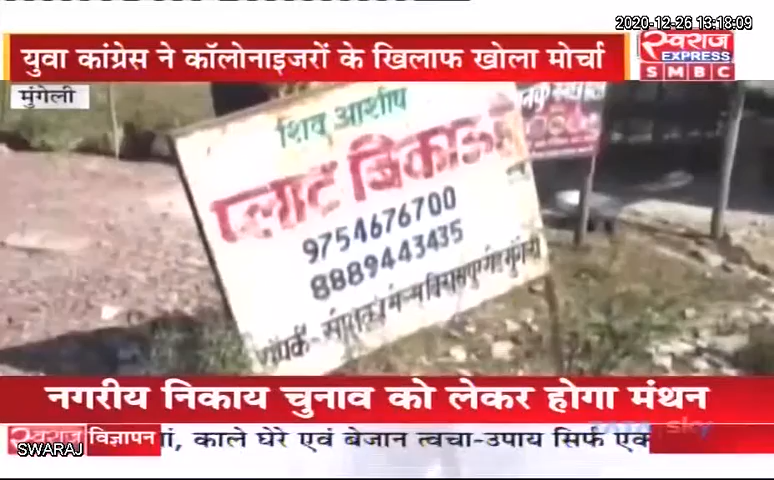 2020-12-26 13:18:09
युवा कांग्रेस ने कॉलोनाइजरों के खिलाफ खोला मोर्चा
स्वराज
EXPRESS
SMBC
मुंगेली
शिव आशीष
प्लाट बिकाऊ है
9754676700
8889443435
संपर्क-
नगरीय निकाय चुनाव को लेकर होगा मंथन
स्वराज विज्ञापन ां, काले घेरे एवं बेजान त्वचा-उपाय सिर्फ एक
SWARAJ